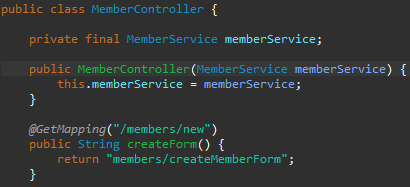 public class MemberController {
private final MemberService memberService;
public MemberController(MemberService memberService) {
this.memberService = memberService;
}
@GetMapping("/members/new")
public String createForm() {
return "members/createMemberForm";
}